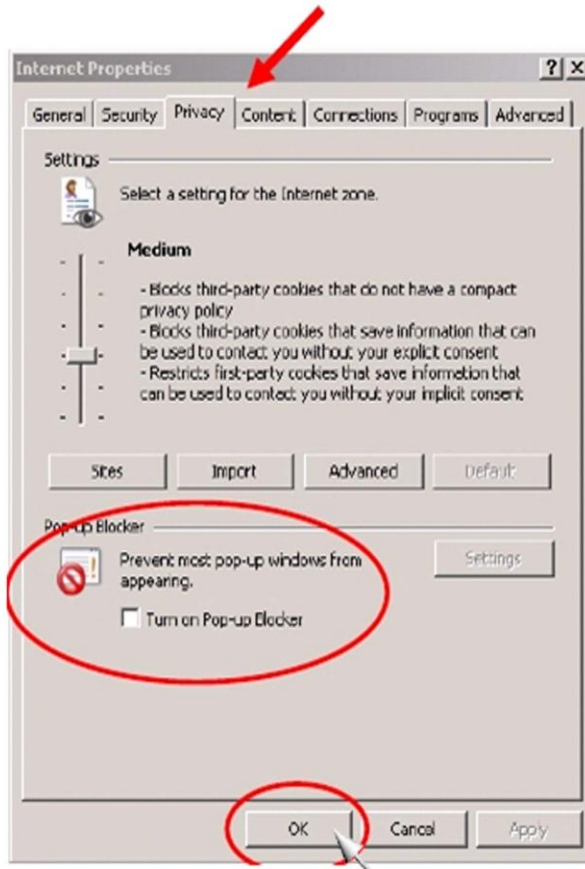 Internet Properties
? X
General Security Privacy Content Connections Programs Advanced
Settings
Select a setting for the Internet zone.
Medium
- Blocks third-party cookies that do not have a compact
privacy policy
- Blocks third-party cookies that save information that can
be used to contact you without your explicit consent
- Restricts first-party cookies that save information that
can be used to contact you without your implicit consent
Sites Import Advanced Default
Pop-up Blocker
Prevent most pop-up windows from
appearing.
Settings
Turn on Pop-up Blocker
OK Cancel Apply